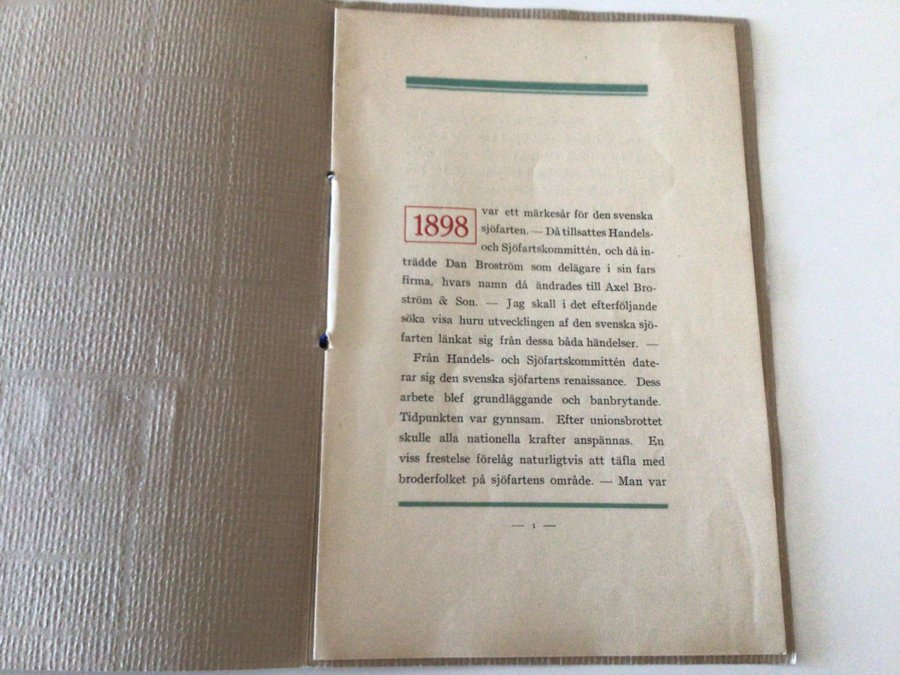 1898 var ett märkesår för den svenska
sjöfarten. — Då tillsattes Handels-
och Sjöfartskommittén, och då in-
trädde Dan Broström som delägare i sin fars
firma, hvars namn då ändrades till Axel Bro-
ström & Son. — Jag skall i det efterföljande
söka visa huru utvecklingen af den svenska sjö-
farten länkat sig från dessa båda händelser. —
Från Handels- och Sjöfartskommittén date-
rar sig den svenska sjöfartens renaissance. Dess
arbete blef grundläggande och banbrytande.
Tidpunkten var gynnsam. Efter unionsbrottet
skulle alla nationella krafter anspännas. En
viss frestelse förelåg naturligtvis att täfla med
broderfolket på sjöfartens område. — Man var
— 1 —